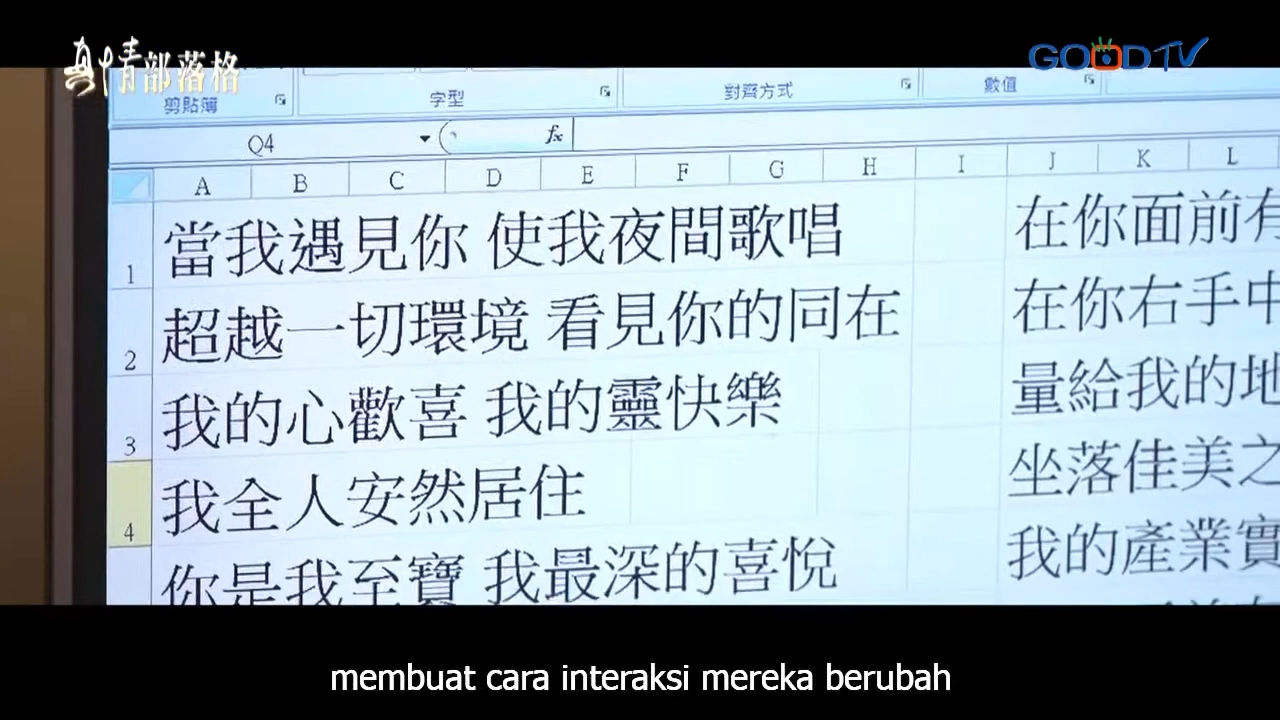 真情部落格
GOODTV
剪貼簿 字型 對齊方式 數值
Q4 fx
A B C D E F G H I J K L
1 當我遇見你 使我夜間歌唱 在你面前有
2 超越一切環境 看見你的同在 在你右手中
3 我的心歡喜 我的靈快樂 量給我的地
4 我全人安然居住 坐落佳美之
你是我至寶 我最深的喜悅 我的產業實
membuat cara interaksi mereka berubah